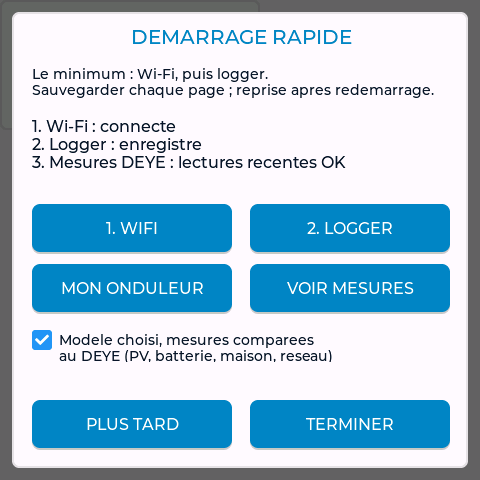 DEMARRAGE RAPIDE
Le minimum : Wi-Fi, puis logger.
Sauvegarder chaque page ; reprise apres redemarrage.
1. Wi-Fi : connecte
2. Logger : enregistre
3. Mesures DEYE : lectures recentes OK
1. WIFI
2. LOGGER
MON ONDULEUR
VOIR MESURES
Modele choisi, mesures comparees
au DEYE (PV, batterie, maison, reseau)
PLUS TARD
TERMINER